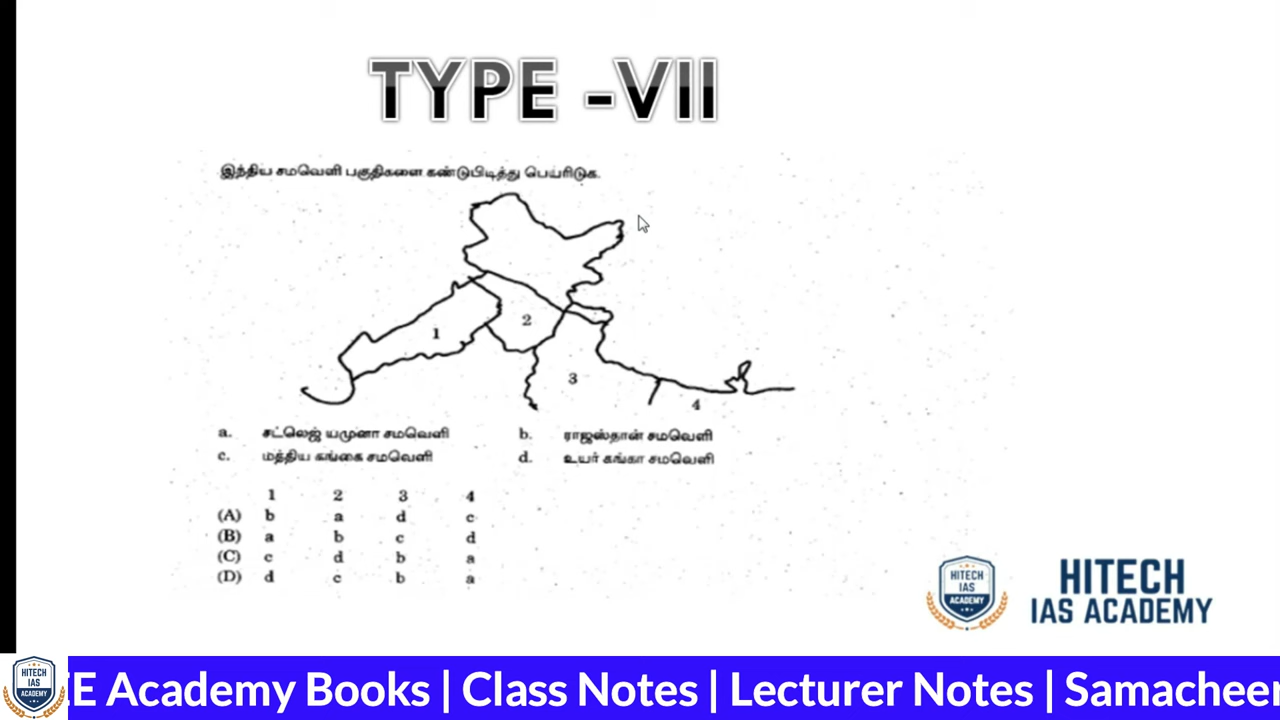 TYPE -VII
இந்திய சமவெளி பகுதிகளை கண்டுபிடித்து பெயரிடுக.
1
2
3
4
a. சட்லெஜ் யமுனா சமவெளி b. ராஜஸ்தான் சமவெளி
c. மத்திய கங்கை சமவெளி d. உயர் கங்கா சமவெளி
1 2 3 4
(A) b a d c
(B) a b c d
(C) c d b a
(D) d c b a
HITECH IAS ACADEMY
HITECH
IAS ACADEMY
HITECH IAS ACADEMY
E Academy Books | Class Notes | Lecturer Notes | Samacheer